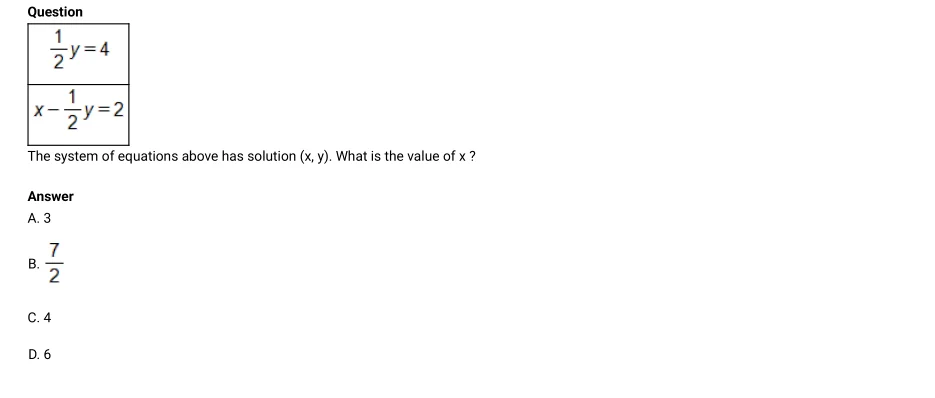 Question
1/2 y = 4
x − 1/2 y = 2
The system of equations above has solution (x, y). What is the value of x ?
Answer
A. 3
B. 7/2
C. 4
D. 6